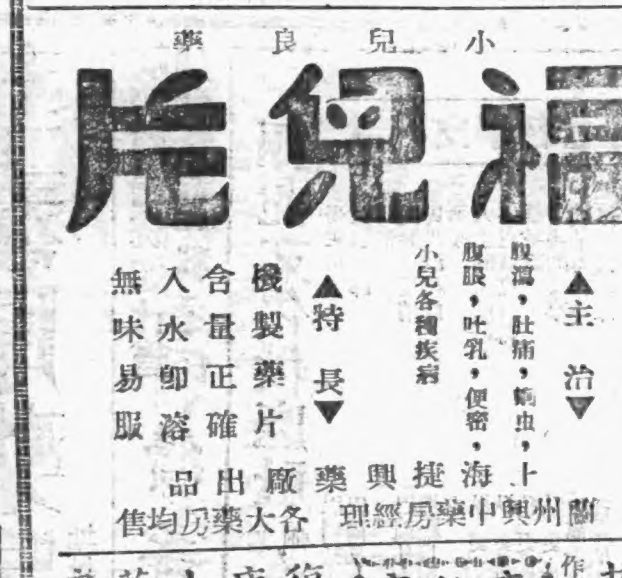 小兒良藥
福兒片
▲主治▼
腹瀉，肚痛，蛔虫，
腹脹，吐乳，便密，
小兒各種疾病
▲特長▼
機製藥片
含量正確
入水卽溶
無味易服
上海捷興藥廠出品
蘭州興中藥房經理 各大藥房均售